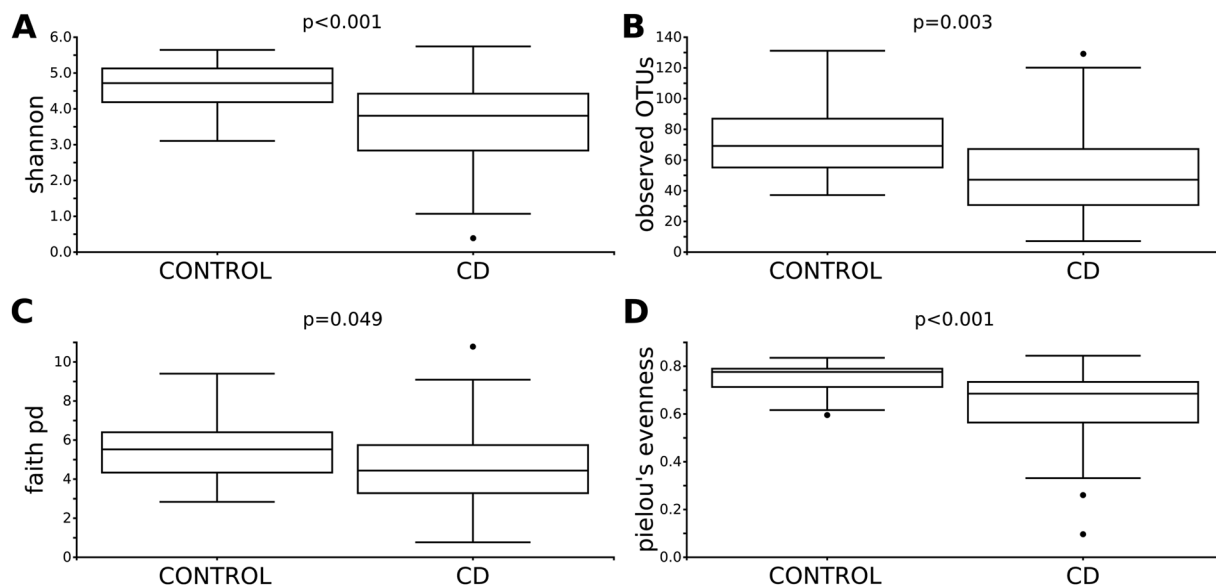 A
p<0.001
shannon
6.0
5.0
4.0
3.0
2.0
1.0
0.0
CONTROL
CD
B
p=0.003
observed OTUs
140
120
100
80
60
40
20
0
CONTROL
CD
C
p=0.049
faith pd
10
8
6
4
2
0
CONTROL
CD
D
p<0.001
pielou's evenness
0.8
0.6
0.4
0.2
0.0
CONTROL
CD